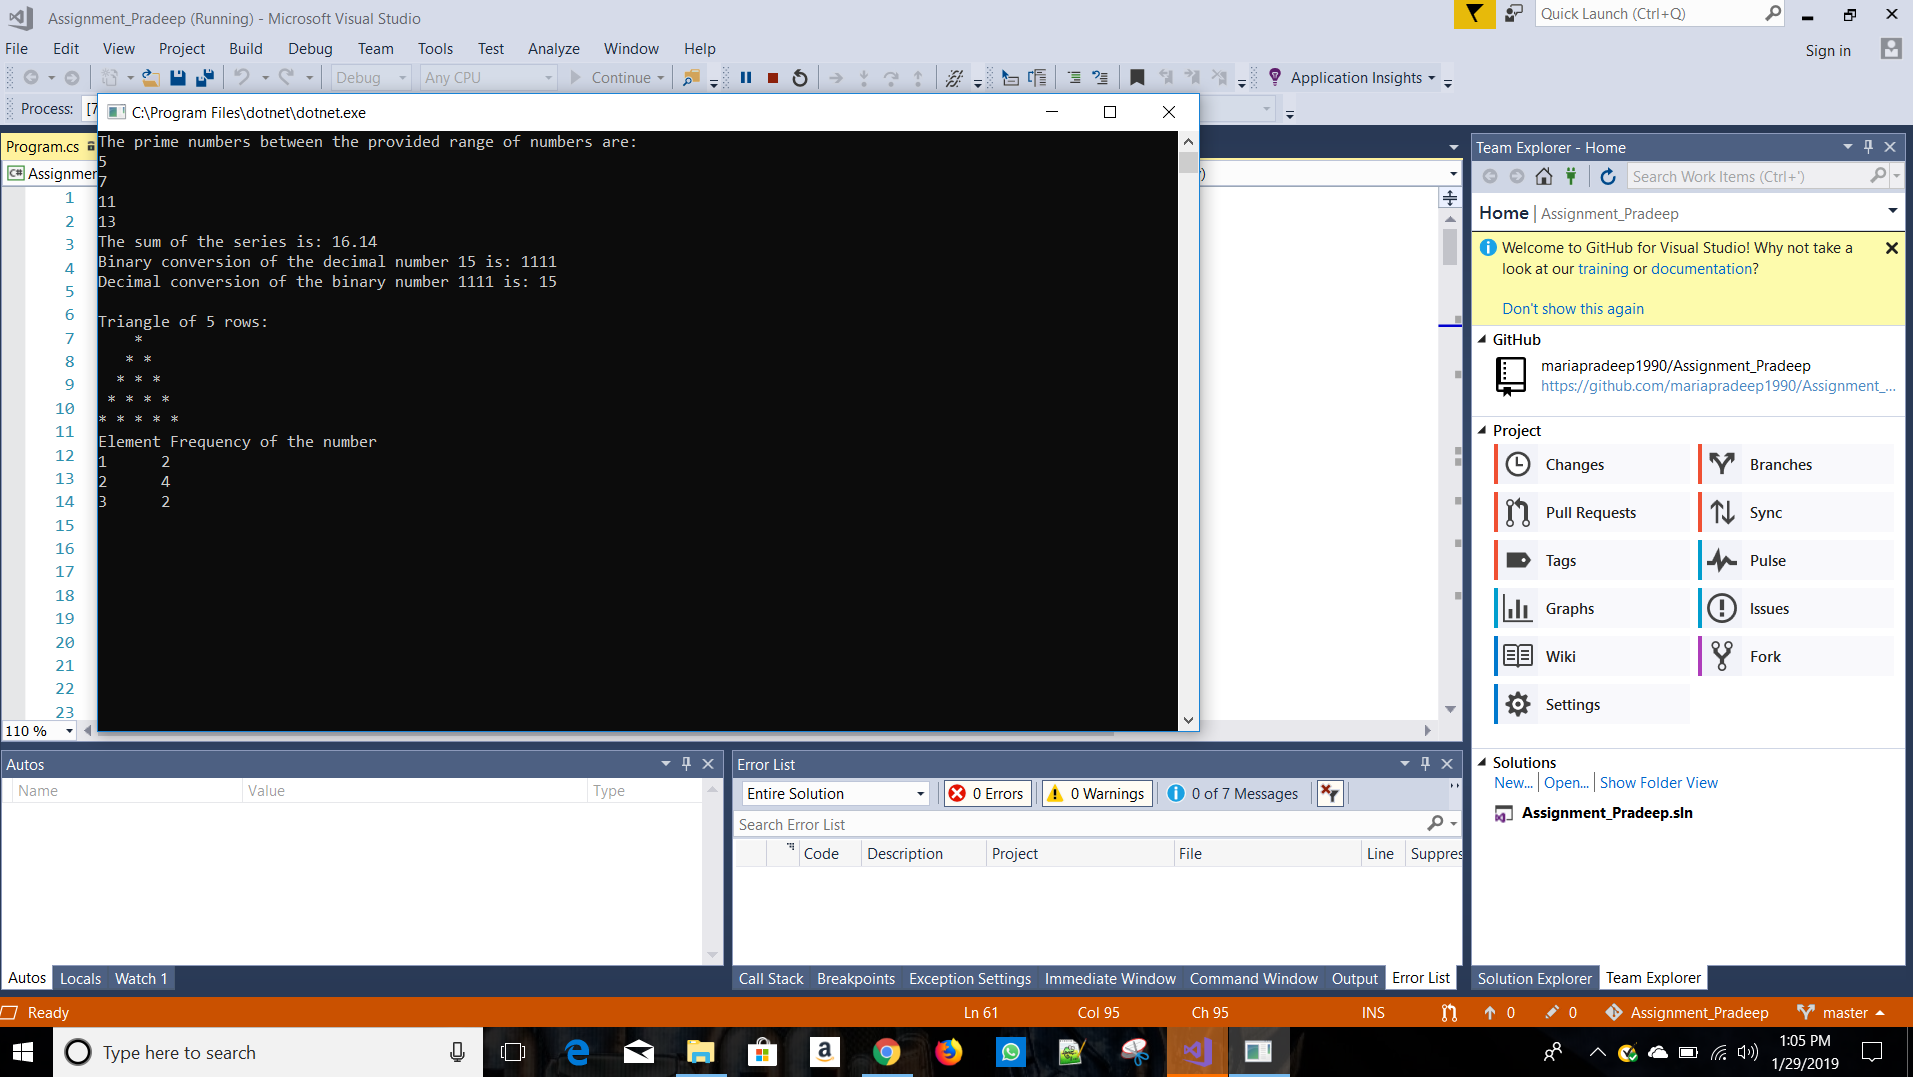 Assignment_Pradeep (Running) - Microsoft Visual Studio
Quick Launch (Ctrl+Q)
File Edit View Project Build Debug Team Tools Test Analyze Window Help
Sign in
Debug Any CPU Continue Application Insights
Process: [7
C:\Program Files\dotnet\dotnet.exe
Program.cs
C# Assignmen
1
2
3
4
5
6
7
8
9
10
11
12
13
14
15
16
17
18
19
20
21
22
23
110 %
The prime numbers between the provided range of numbers are:
5
7
11
13
The sum of the series is: 16.14
Binary conversion of the decimal number 15 is: 1111
Decimal conversion of the binary number 1111 is: 15
Triangle of 5 rows:
*
* *
* * *
* * * *
* * * * *
Element Frequency of the number
1 2
2 4
3 2
Team Explorer - Home
Search Work Items (Ctrl+')
Home | Assignment_Pradeep
Welcome to GitHub for Visual Studio! Why not take a
look at our training or documentation?
Don't show this again
GitHub
mariapradeep1990/Assignment_Pradeep
https://github.com/mariapradeep1990/Assignment_...
Project
Changes Branches
Pull Requests Sync
Tags Pulse
Graphs Issues
Wiki Fork
Settings
Solutions
New... Open... Show Folder View
Assignment_Pradeep.sln
Solution Explorer Team Explorer
Autos
Name Value Type
Autos Locals Watch 1
Error List
Entire Solution 0 Errors 0 Warnings 0 of 7 Messages
Search Error List
Code Description Project File Line Suppres
Call Stack Breakpoints Exception Settings Immediate Window Command Window Output Error List
Ready Ln 61 Col 95 Ch 95 INS 0 0 Assignment_Pradeep master
Type here to search
1:05 PM
1/29/2019